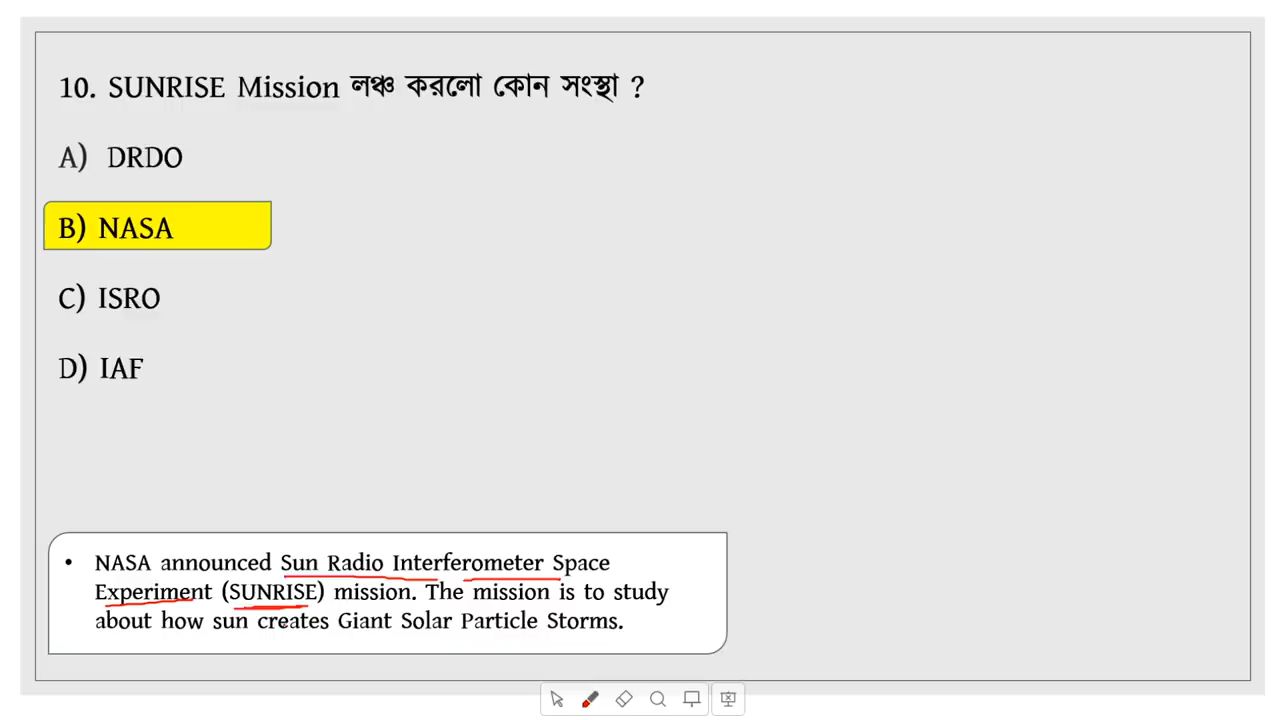 10. SUNRISE Mission লঞ্চ করলো কোন সংস্থা ?
A) DRDO
B) NASA
C) ISRO
D) IAF
• NASA announced Sun Radio Interferometer Space
Experiment (SUNRISE) mission. The mission is to study
about how sun creates Giant Solar Particle Storms.